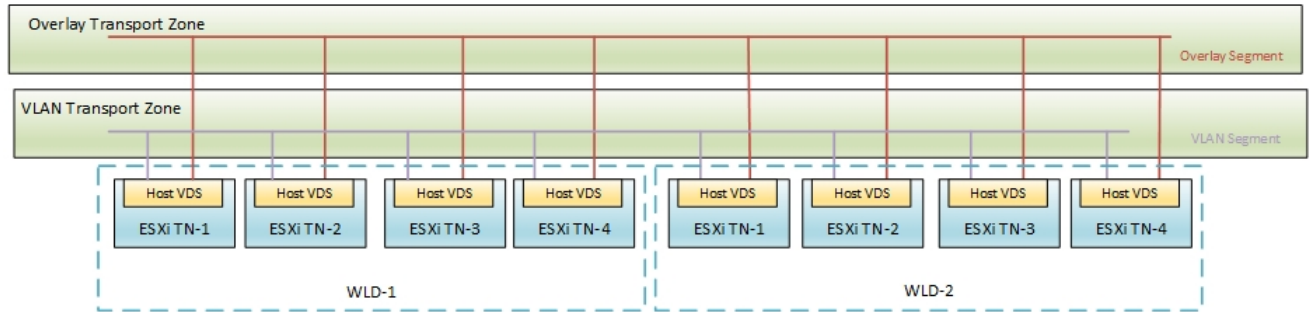 Overlay Transport Zone
Overlay Segment
VLAN Transport Zone
VLAN Segment
Host VDS
Host VDS
Host VDS
Host VDS
Host VDS
Host VDS
Host VDS
Host VDS
ESXi TN-1
ESXi TN-2
ESXi TN-3
ESXi TN-4
ESXi TN-1
ESXi TN-2
ESXi TN-3
ESXi TN-4
WLD-1
WLD-2